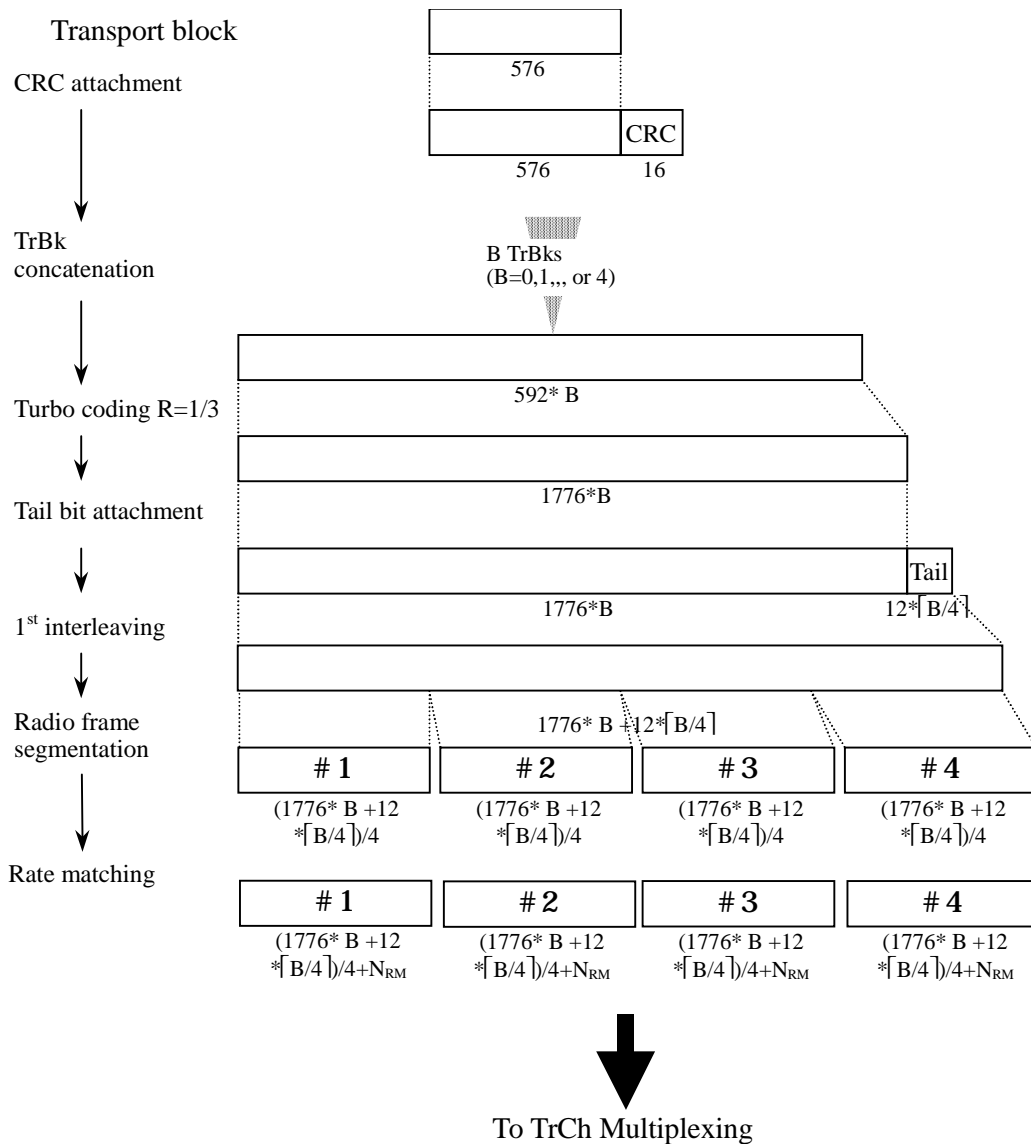 Transport block
576
CRC attachment
CRC
576
16
TrBk
concatenation
B TrBks
(B=0,1,,, or 4)
592* B
Turbo coding R=1/3
1776*B
Tail bit attachment
Tail
1776*B
12*⌈B/4⌉
1st interleaving
Radio frame
segmentation
1776* B +12*⌈B/4⌉
#1 #2 #3 #4
(1776* B +12 (1776* B +12 (1776* B +12 (1776* B +12
*⌈B/4⌉)/4 *⌈B/4⌉)/4 *⌈B/4⌉)/4 *⌈B/4⌉)/4
Rate matching
#1 #2 #3 #4
(1776* B +12 (1776* B +12 (1776* B +12 (1776* B +12
*⌈B/4⌉)/4+NRM *⌈B/4⌉)/4+NRM *⌈B/4⌉)/4+NRM *⌈B/4⌉)/4+NRM
To TrCh Multiplexing